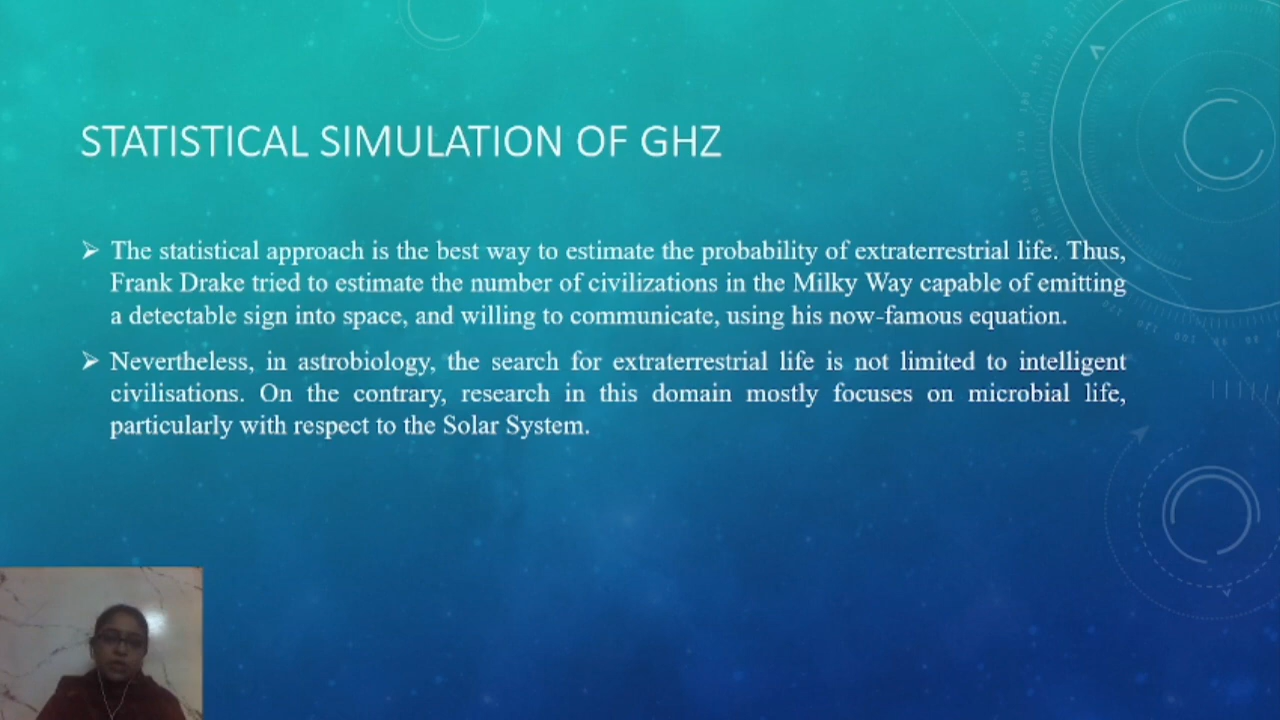 STATISTICAL SIMULATION OF GHZ
The statistical approach is the best way to estimate the probability of extraterrestrial life. Thus,
Frank Drake tried to estimate the number of civilizations in the Milky Way capable of emitting
a detectable sign into space, and willing to communicate, using his now-famous equation.
Nevertheless, in astrobiology, the search for extraterrestrial life is not limited to intelligent
civilisations. On the contrary, research in this domain mostly focuses on microbial life,
particularly with respect to the Solar System.